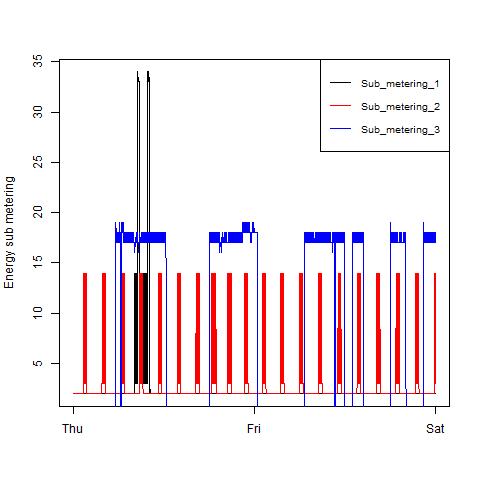 Energy sub metering
35
30
25
20
15
10
5
Thu
Fri
Sat
Sub_metering_1
Sub_metering_2
Sub_metering_3